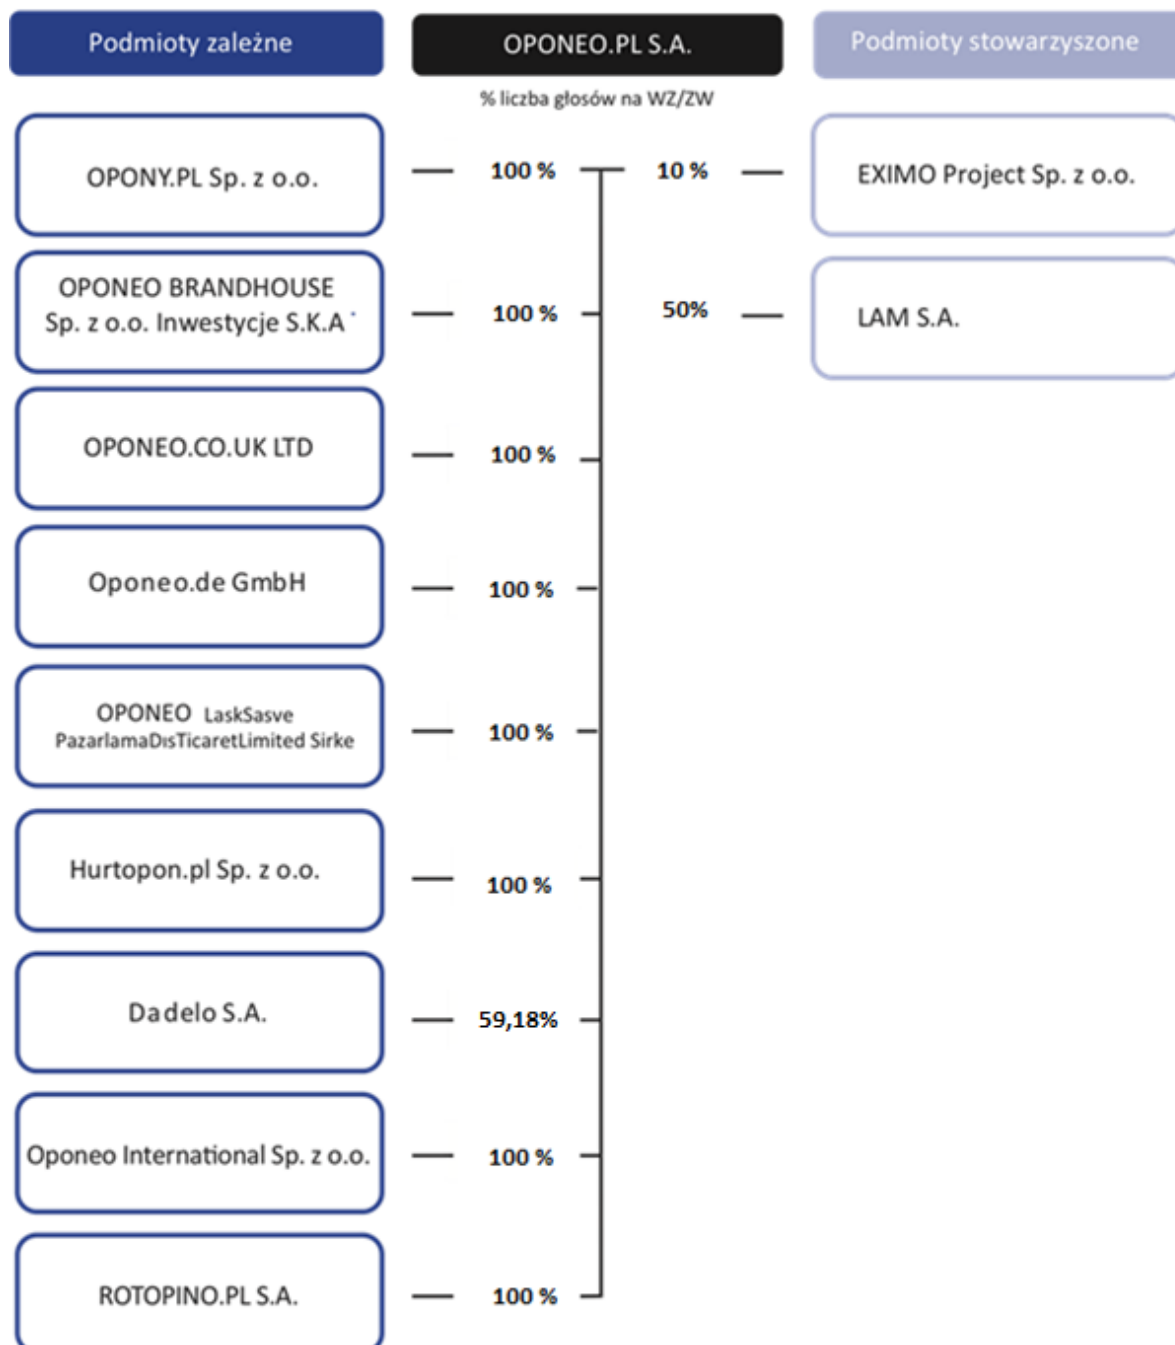 Podmioty zależne
OPONEO.PL S.A.
Podmioty stowarzyszone
% liczba głosów na WZ/ZW
OPONY.PL Sp. z o.o.
100 %
10 %
EXIMO Project Sp. z o.o.
OPONEO BRANDHOUSE
Sp. z o.o. Inwestycje S.K.A
100 %
50%
LAM S.A.
OPONEO.CO.UK LTD
100 %
Oponeo.de GmbH
100 %
OPONEO LaskSasve
PazarlamaDısTicaretLimited Sirke
100 %
Hurtopon.pl Sp. z o.o.
100 %
Dadelo S.A.
59,18%
Oponeo International Sp. z o.o.
100 %
ROTOPINO.PL S.A.
100 %